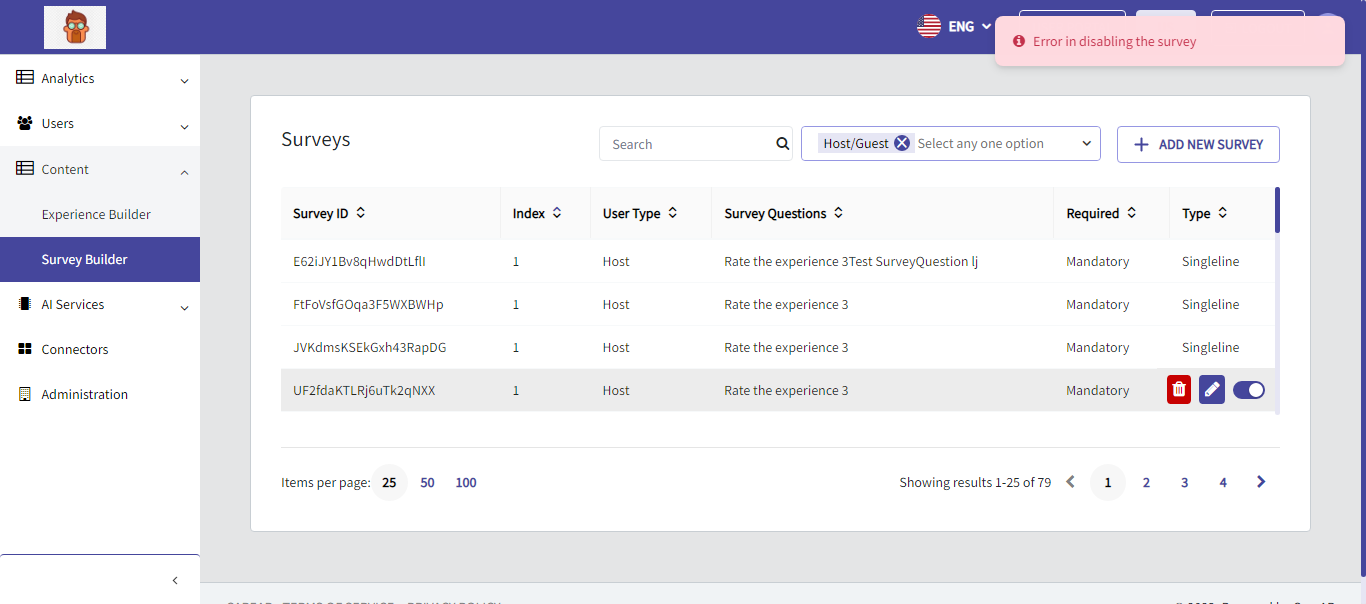 ENG
Error in disabling the survey
Analytics
Users
Content
Experience Builder
Survey Builder
AI Services
Connectors
Administration
Surveys
Search
Host/Guest Select any one option
ADD NEW SURVEY
Survey ID Index User Type Survey Questions Required Type
E62iJY1Bv8qHwdDtLflI 1 Host Rate the experience 3Test SurveyQuestion lj Mandatory Singleline
FtFoVsfGOqa3F5WXBWHp 1 Host Rate the experience 3 Mandatory Singleline
JVKdmsKSEkGxh43RapDG 1 Host Rate the experience 3 Mandatory Singleline
UF2fdaKTLRj6uTk2qNXX 1 Host Rate the experience 3 Mandatory
Items per page: 25 50 100
Showing results 1-25 of 79 1 2 3 4